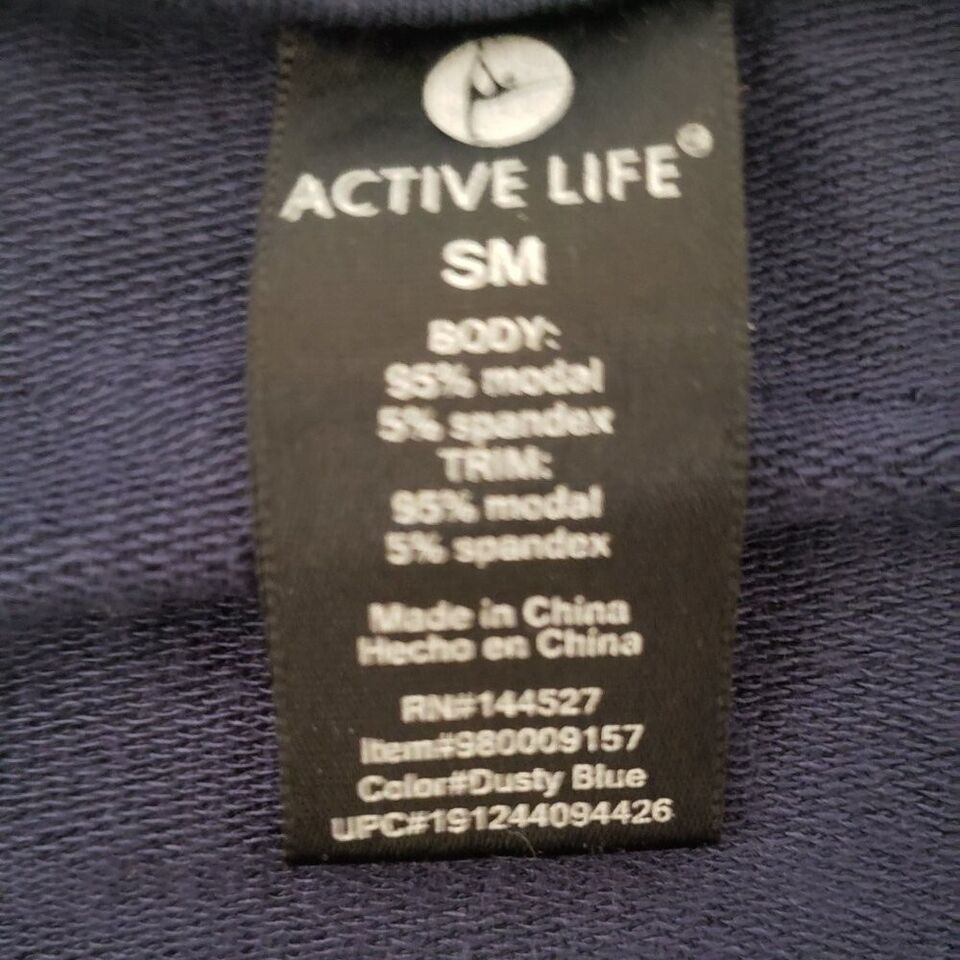 ACTIVE LIFE®
SM
BODY:
95% modal
5% spandex
TRIM:
95% modal
5% spandex
Made in China
Hecho en China
RN#144527
Item#980009157
Color#Dusty Blue
UPC#191244094426